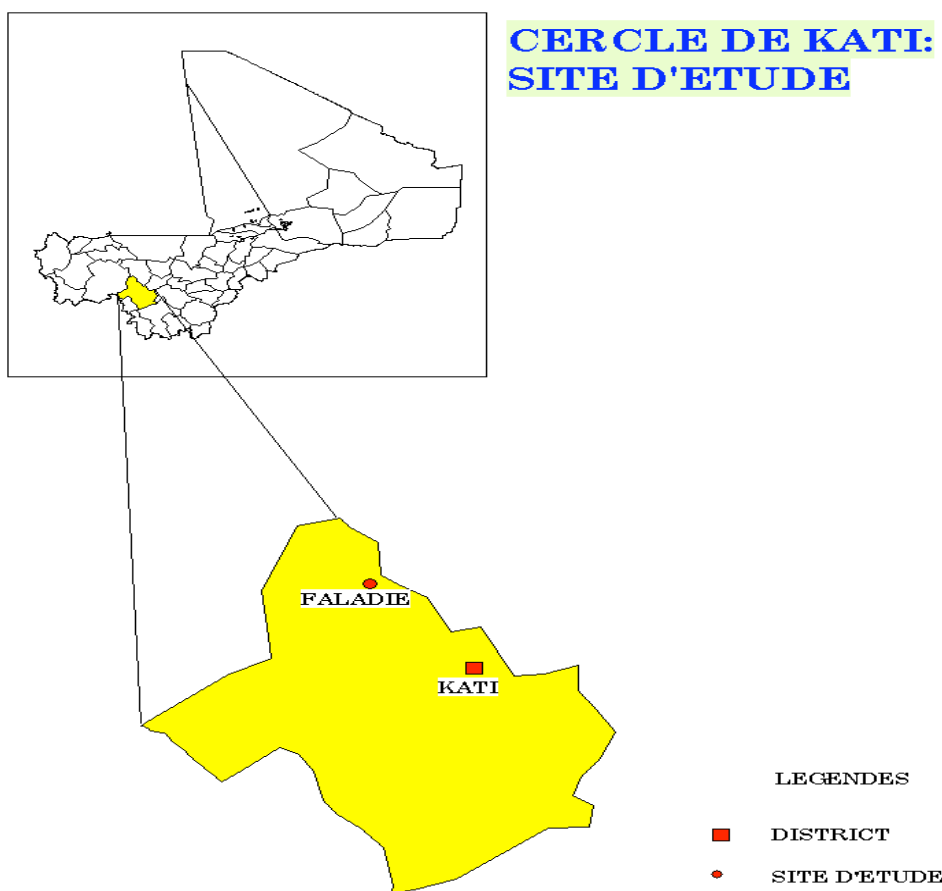 CERCLE DE KATI:
SITE D'ETUDE
FALADIE
KATI
LEGENDES
DISTRICT
SITE D'ETUDE